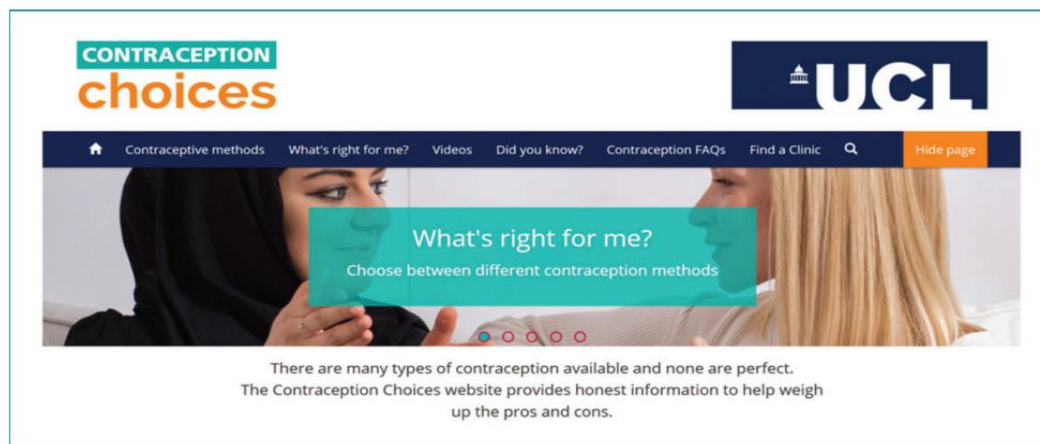 CONTRACEPTION
choices
UCL
Contraceptive methods What's right for me? Videos Did you know? Contraception FAQs Find a Clinic Hide page
What's right for me?
Choose between different contraception methods
There are many types of contraception available and none are perfect.
The Contraception Choices website provides honest information to help weigh
up the pros and cons.